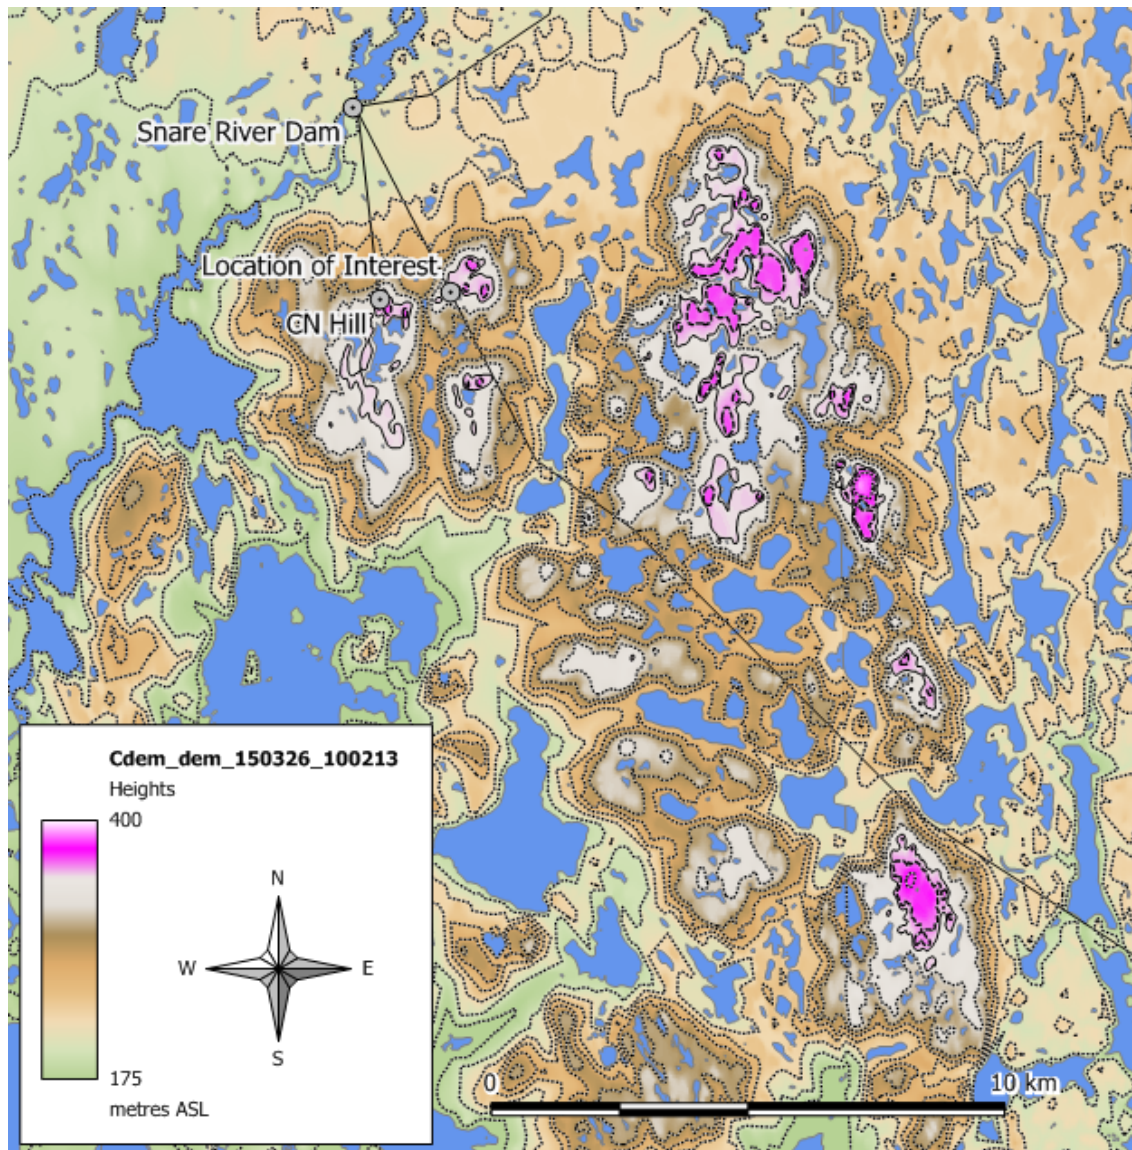 Snare River Dam
Location of Interest
CN Hill
Cdem_dem_150326_100213
Heights
400
175
metres ASL
N
W
E
S
0
10 km